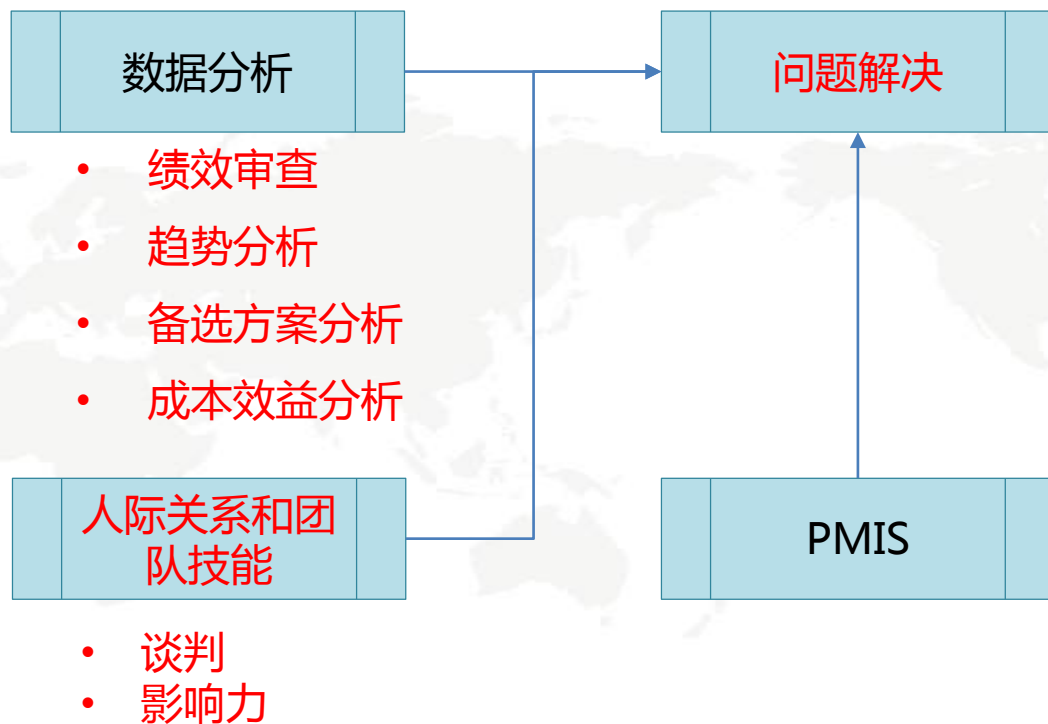 数据分析
问题解决
• 绩效审查
• 趋势分析
• 备选方案分析
• 成本效益分析
人际关系和团
队技能
PMIS
• 谈判
• 影响力